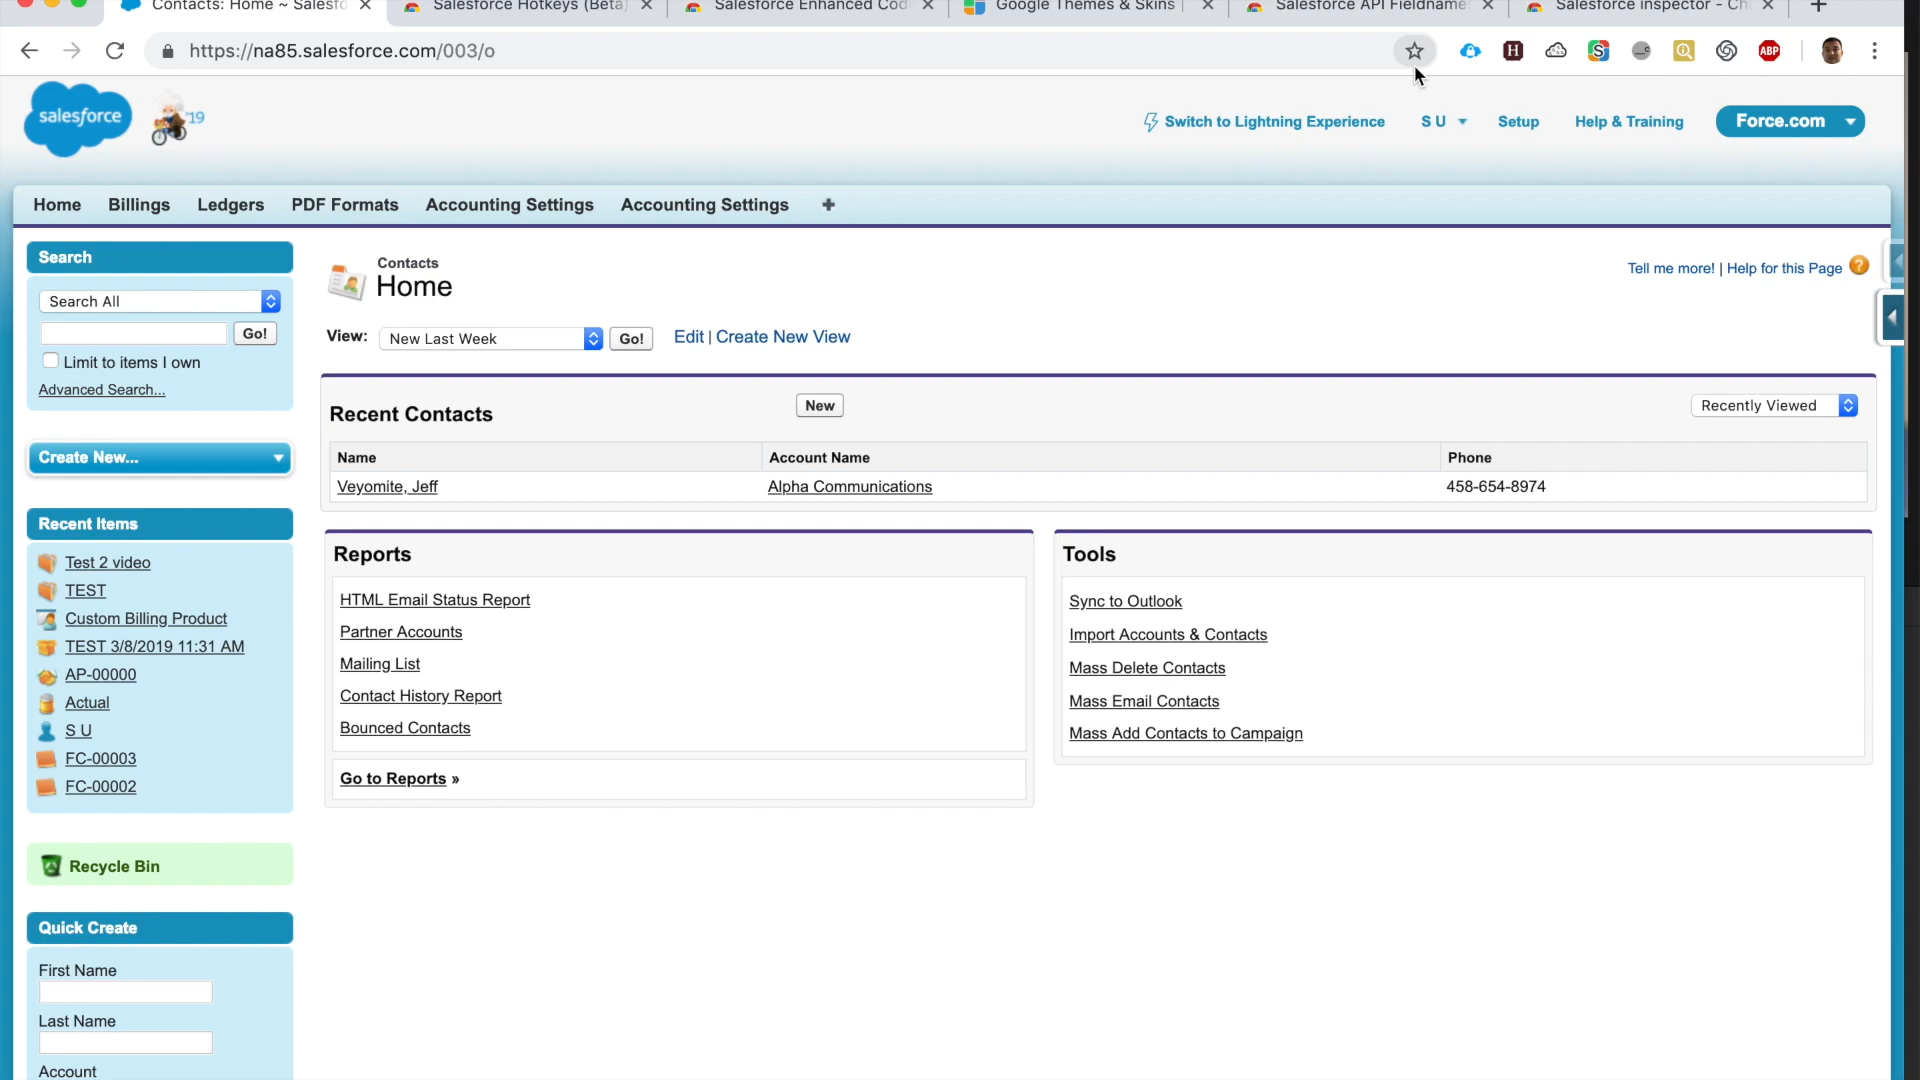 Contacts: Home ~ Salesfo
Salesforce Hotkeys (Beta)
Salesforce Enhanced Cod
Google Themes & Skins
Salesforce API Fieldname
Salesforce inspector - Ch
https://na85.salesforce.com/003/o
H
S
ABP
salesforce
'19
Switch to Lightning Experience
S U
Setup
Help & Training
Force.com
Home
Billings
Ledgers
PDF Formats
Accounting Settings
Accounting Settings
+
Search
Search All
Go!
Limit to items I own
Advanced Search...
Create New...
Recent Items
Test 2 video
TEST
Custom Billing Product
TEST 3/8/2019 11:31 AM
AP-00000
Actual
S U
FC-00003
FC-00002
Recycle Bin
Quick Create
First Name
Last Name
Account
Contacts
Home
Tell me more! | Help for this Page ?
View:
New Last Week
Go!
Edit | Create New View
Recent Contacts
New
Recently Viewed
Name
Account Name
Phone
Veyomite, Jeff
Alpha Communications
458-654-8974
Reports
HTML Email Status Report
Partner Accounts
Mailing List
Contact History Report
Bounced Contacts
Go to Reports »
Tools
Sync to Outlook
Import Accounts & Contacts
Mass Delete Contacts
Mass Email Contacts
Mass Add Contacts to Campaign